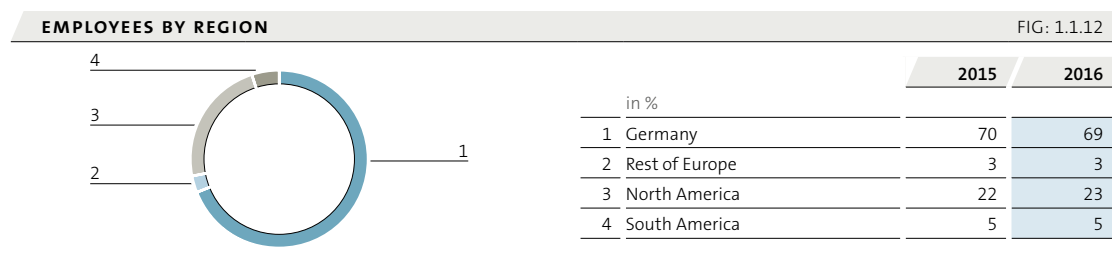 EMPLOYEES BY REGION FIG: 1.1.12
4
3
2
1
2015 2016
in %
1 Germany 70 69
2 Rest of Europe 3 3
3 North America 22 23
4 South America 5 5